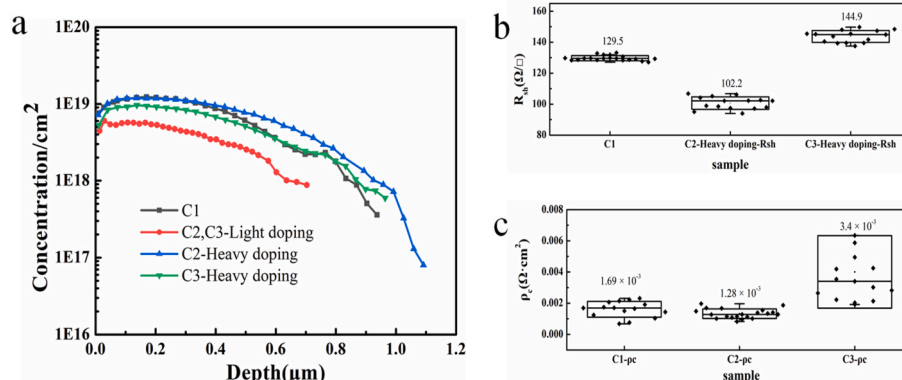 a
1E20
1E19
1E18
1E17
1E16
Concentration/cm²
C1
C2,C3-Light doping
C2-Heavy doping
C3-Heavy doping
0.0 0.2 0.4 0.6 0.8 1.0 1.2
Depth(μm)
b
160
140
120
100
80
R_sh(Ω/□)
129.5
102.2
144.9
C1 C2-Heavy doping-Rsh C3-Heavy doping-Rsh
sample
c
0.008
0.006
0.004
0.002
0.000
ρ_c(Ω·cm²)
1.69 × 10⁻³
1.28 × 10⁻³
3.4 × 10⁻³
C1-ρc C2-ρc C3-ρc
sample